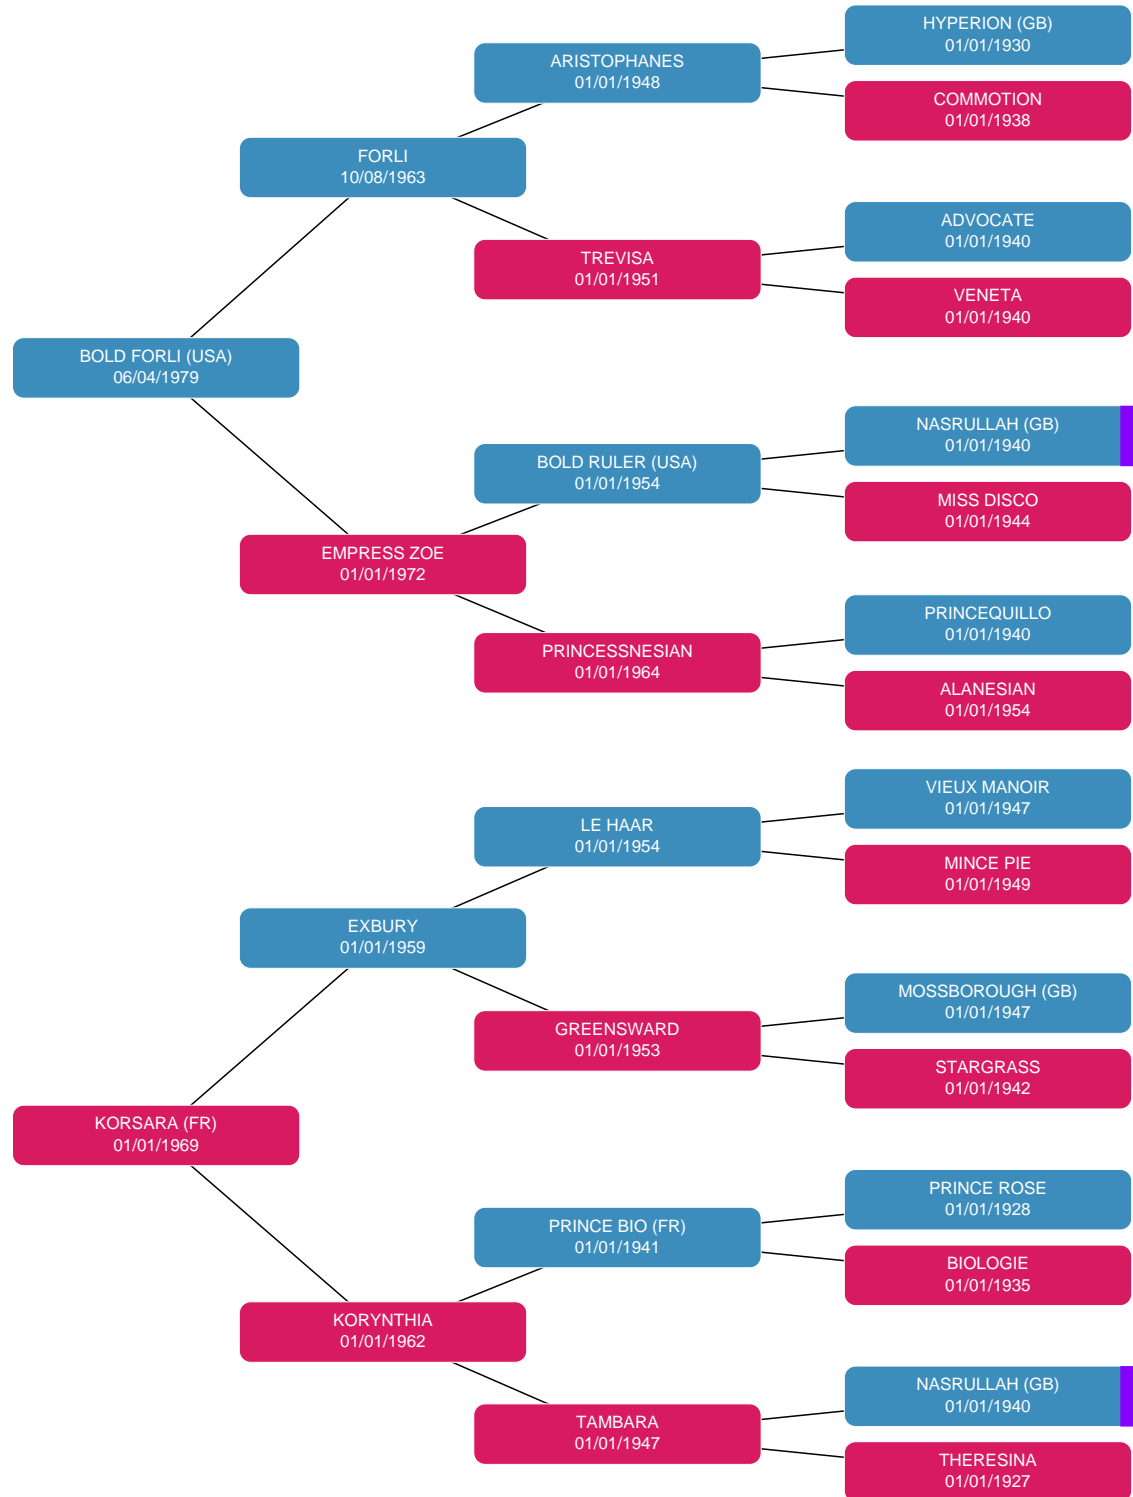 HYPERION (GB)
01/01/1930
ARISTOPHANES
01/01/1948
COMMOTION
01/01/1938
FORLI
10/08/1963
ADVOCATE
01/01/1940
TREVISA
01/01/1951
VENETA
01/01/1940
BOLD FORLI (USA)
06/04/1979
NASRULLAH (GB)
01/01/1940
BOLD RULER (USA)
01/01/1954
MISS DISCO
01/01/1944
EMPRESS ZOE
01/01/1972
PRINCEQUILLO
01/01/1940
PRINCESSNESIAN
01/01/1964
ALANESIAN
01/01/1954
VIEUX MANOIR
01/01/1947
LE HAAR
01/01/1954
MINCE PIE
01/01/1949
EXBURY
01/01/1959
MOSSBOROUGH (GB)
01/01/1947
GREENSWARD
01/01/1953
STARGRASS
01/01/1942
KORSARA (FR)
01/01/1969
PRINCE ROSE
01/01/1928
PRINCE BIO (FR)
01/01/1941
BIOLOGIE
01/01/1935
KORYNTHIA
01/01/1962
NASRULLAH (GB)
01/01/1940
TAMBARA
01/01/1947
THERESINA
01/01/1927